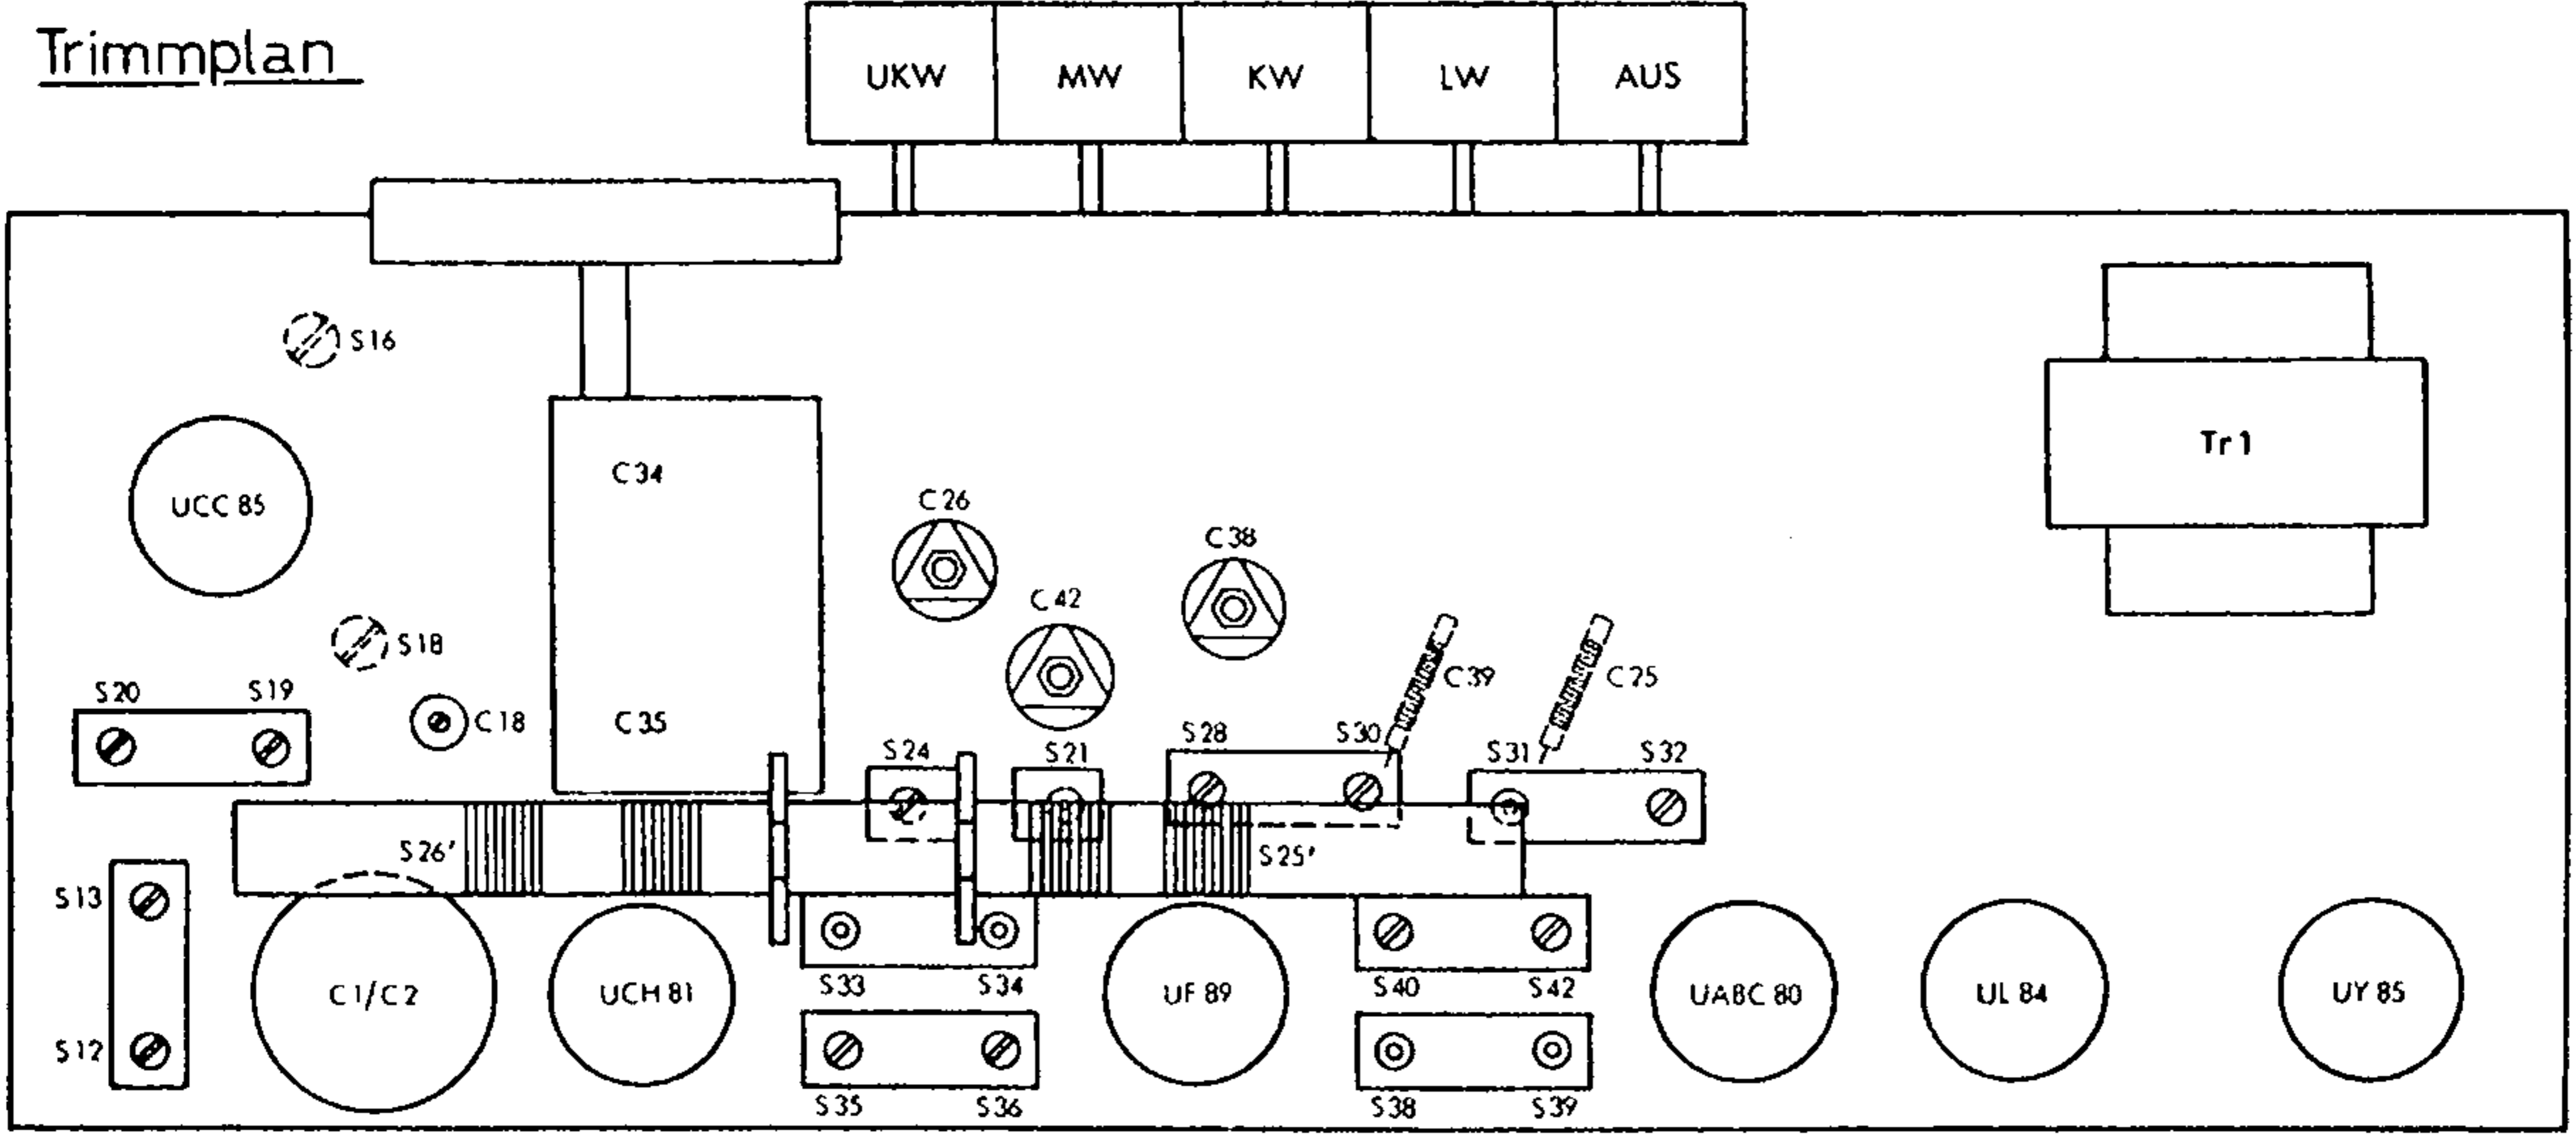 Trimmplan
UKW MW KW LW AUS
S16
Tr 1
C34
UCC 85
C26
C38
C42
S18
C39
C25
S20 S19
C18
C35
S28 S30
S24
S21
S31 S32
S26'
S25'
S13
S33 S34
S40 S42
C1/C2
UCH 81
UF 89
UABC 80
UL 84
UY 85
S12
S35 S36
S38 S39